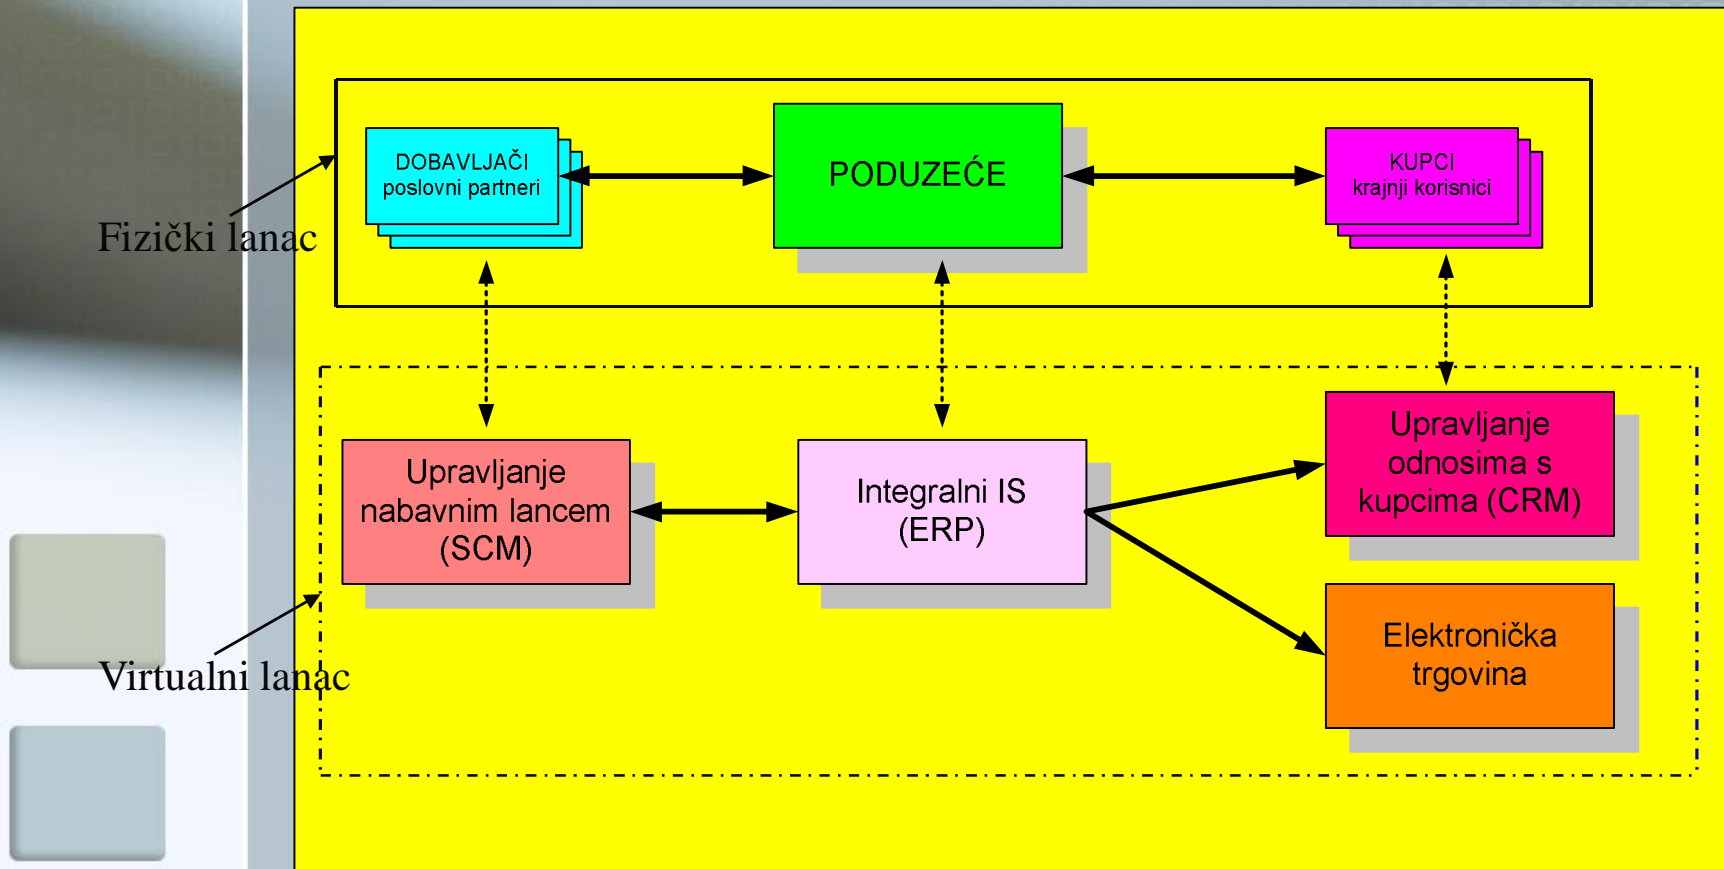 DOBAVLJAČI
poslovni partneri
PODUZEĆE
KUPCI
krajnji korisnici
Fizički lanac
Upravljanje
nabavnim lancem
(SCM)
Integralni IS
(ERP)
Upravljanje
odnosima s
kupcima (CRM)
Elektronička
trgovina
Virtualni lanac